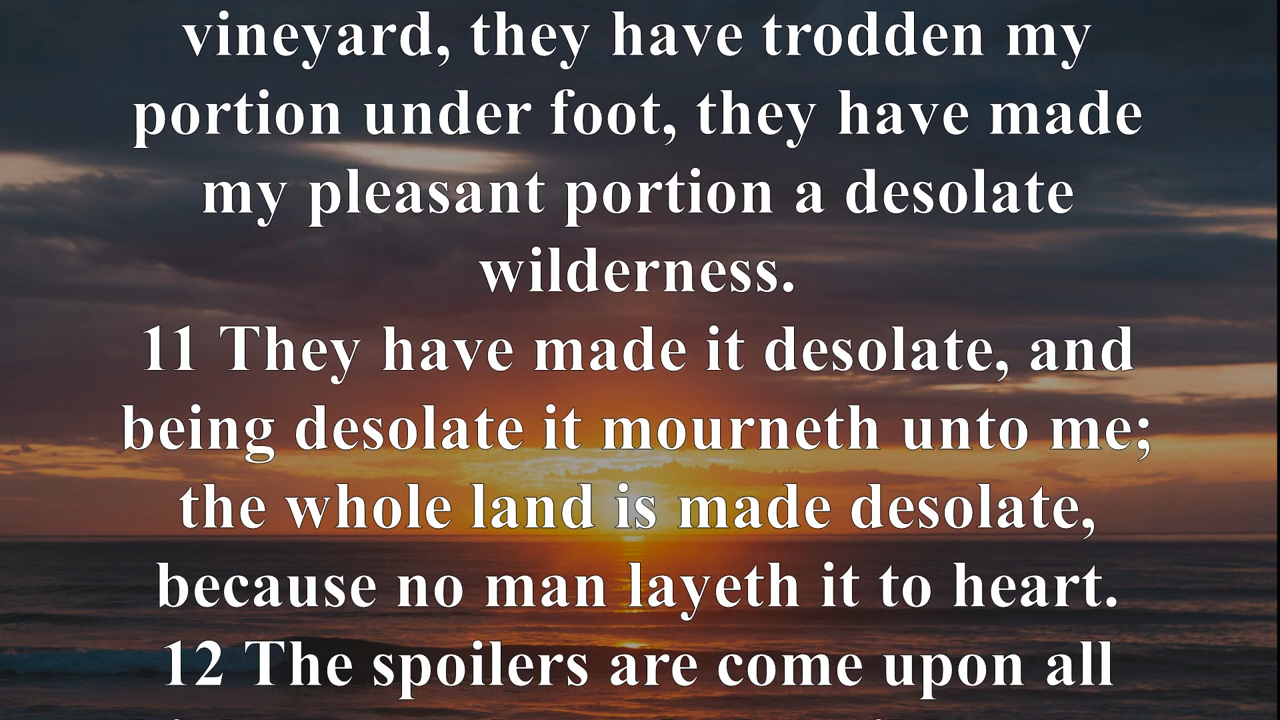 vineyard, they have trodden my
portion under foot, they have made
my pleasant portion a desolate
wilderness.
11 They have made it desolate, and
being desolate it mourneth unto me;
the whole land is made desolate,
because no man layeth it to heart.
12 The spoilers are come upon all